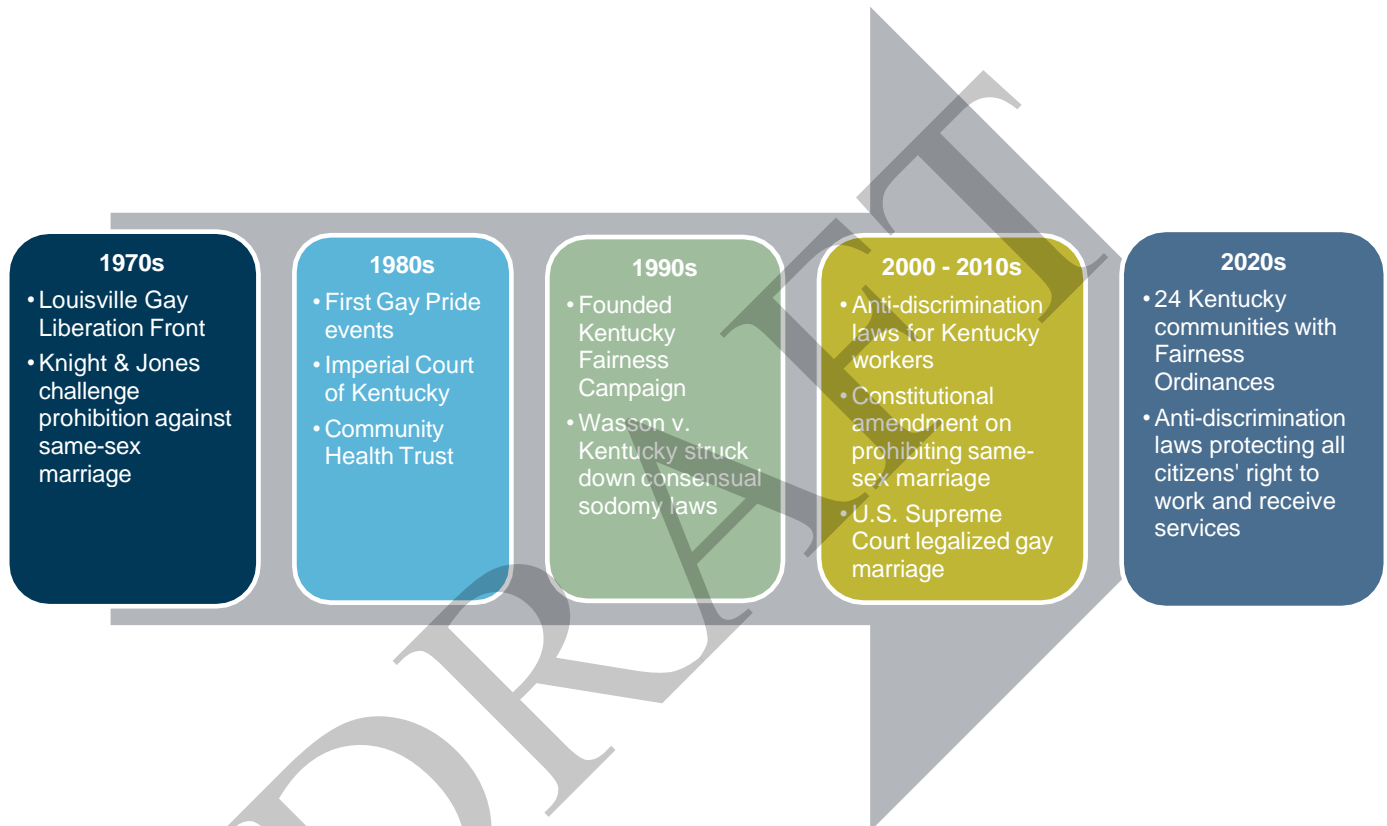 1970s
• Louisville Gay
Liberation Front
• Knight & Jones
challenge
prohibition against
same-sex
marriage
1980s
• First Gay Pride
events
• Imperial Court
of Kentucky
• Community
Health Trust
1990s
• Founded
Kentucky
Fairness
Campaign
• Wasson v.
Kentucky struck
down consensual
sodomy laws
2000 - 2010s
• Anti-discrimination
laws for Kentucky
workers
• Constitutional
amendment on
prohibiting same-
sex marriage
• U.S. Supreme
Court legalized gay
marriage
2020s
• 24 Kentucky
communities with
Fairness
Ordinances
• Anti-discrimination
laws protecting all
citizens' right to
work and receive
services
DRAFT